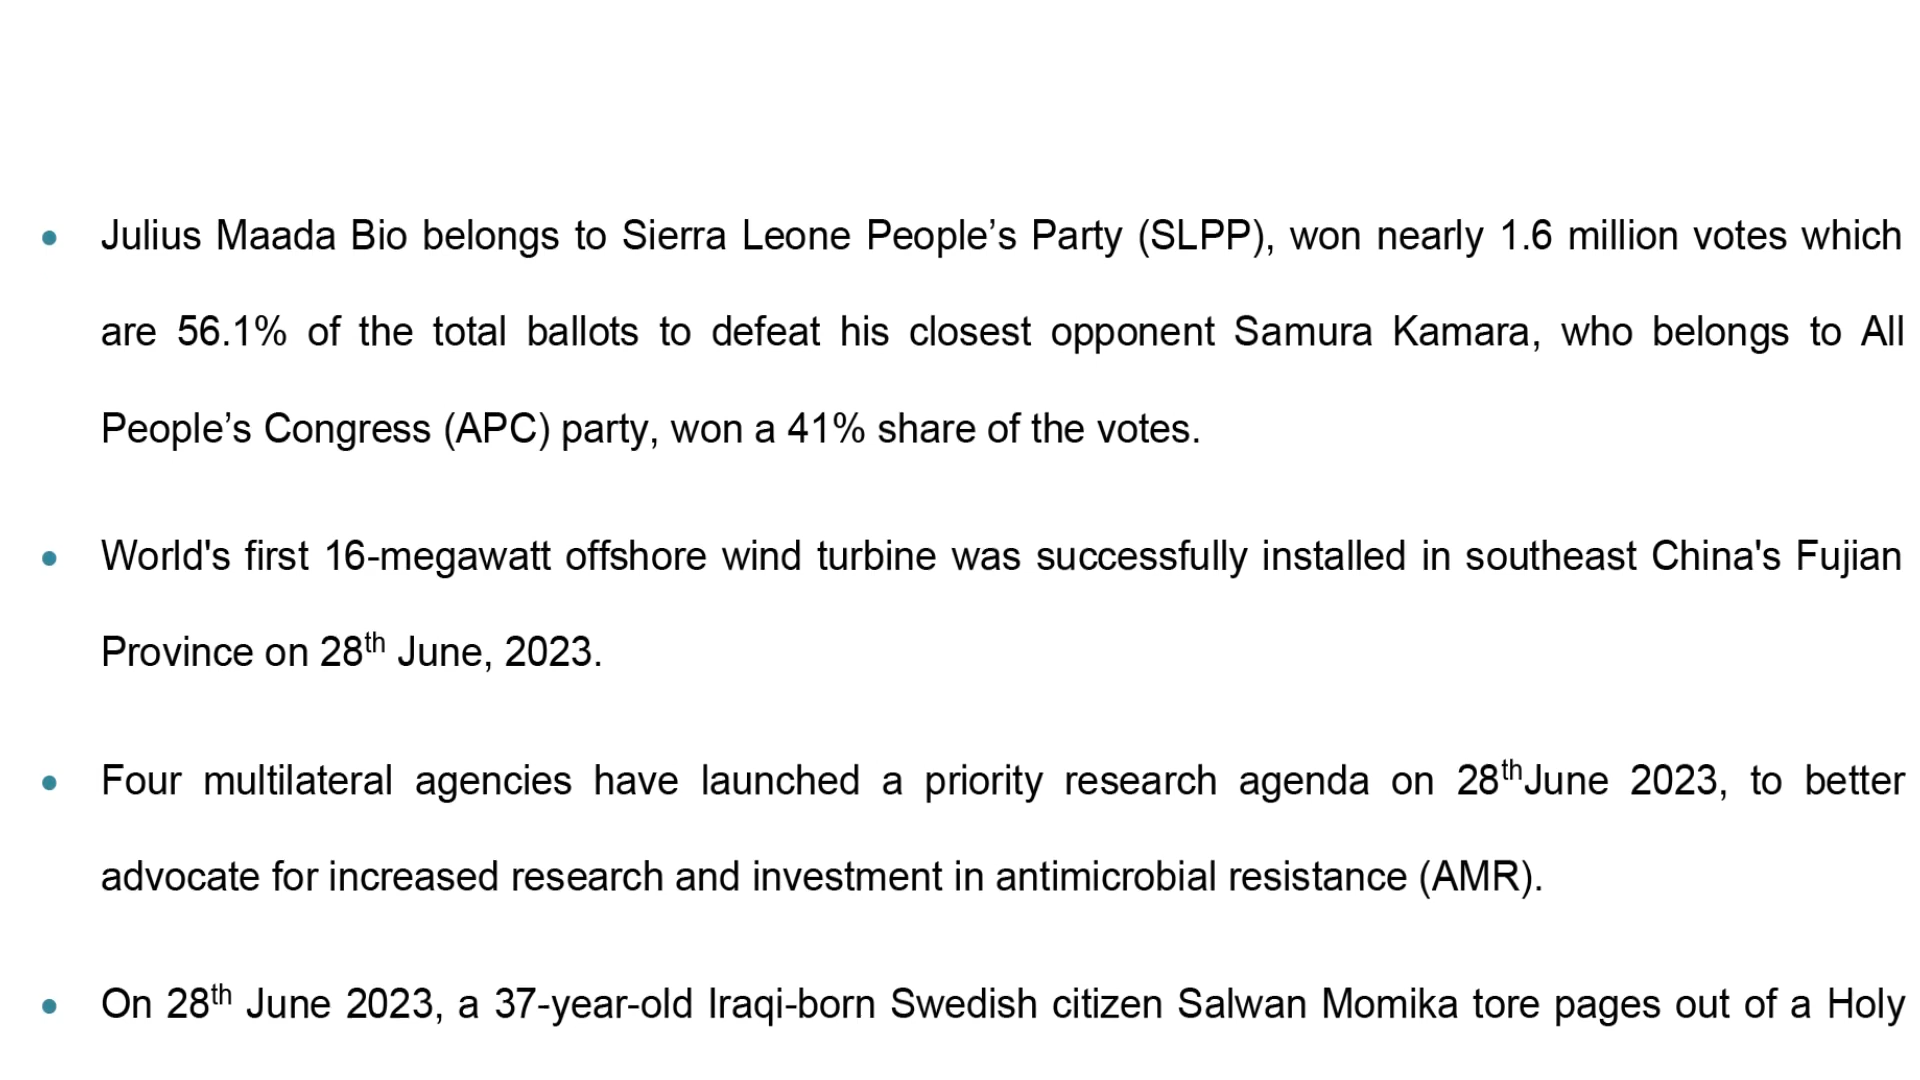 • Julius Maada Bio belongs to Sierra Leone People’s Party (SLPP), won nearly 1.6 million votes which
are 56.1% of the total ballots to defeat his closest opponent Samura Kamara, who belongs to All
People’s Congress (APC) party, won a 41% share of the votes.
• World's first 16-megawatt offshore wind turbine was successfully installed in southeast China's Fujian
Province on 28th June, 2023.
• Four multilateral agencies have launched a priority research agenda on 28thJune 2023, to better
advocate for increased research and investment in antimicrobial resistance (AMR).
• On 28th June 2023, a 37-year-old Iraqi-born Swedish citizen Salwan Momika tore pages out of a Holy